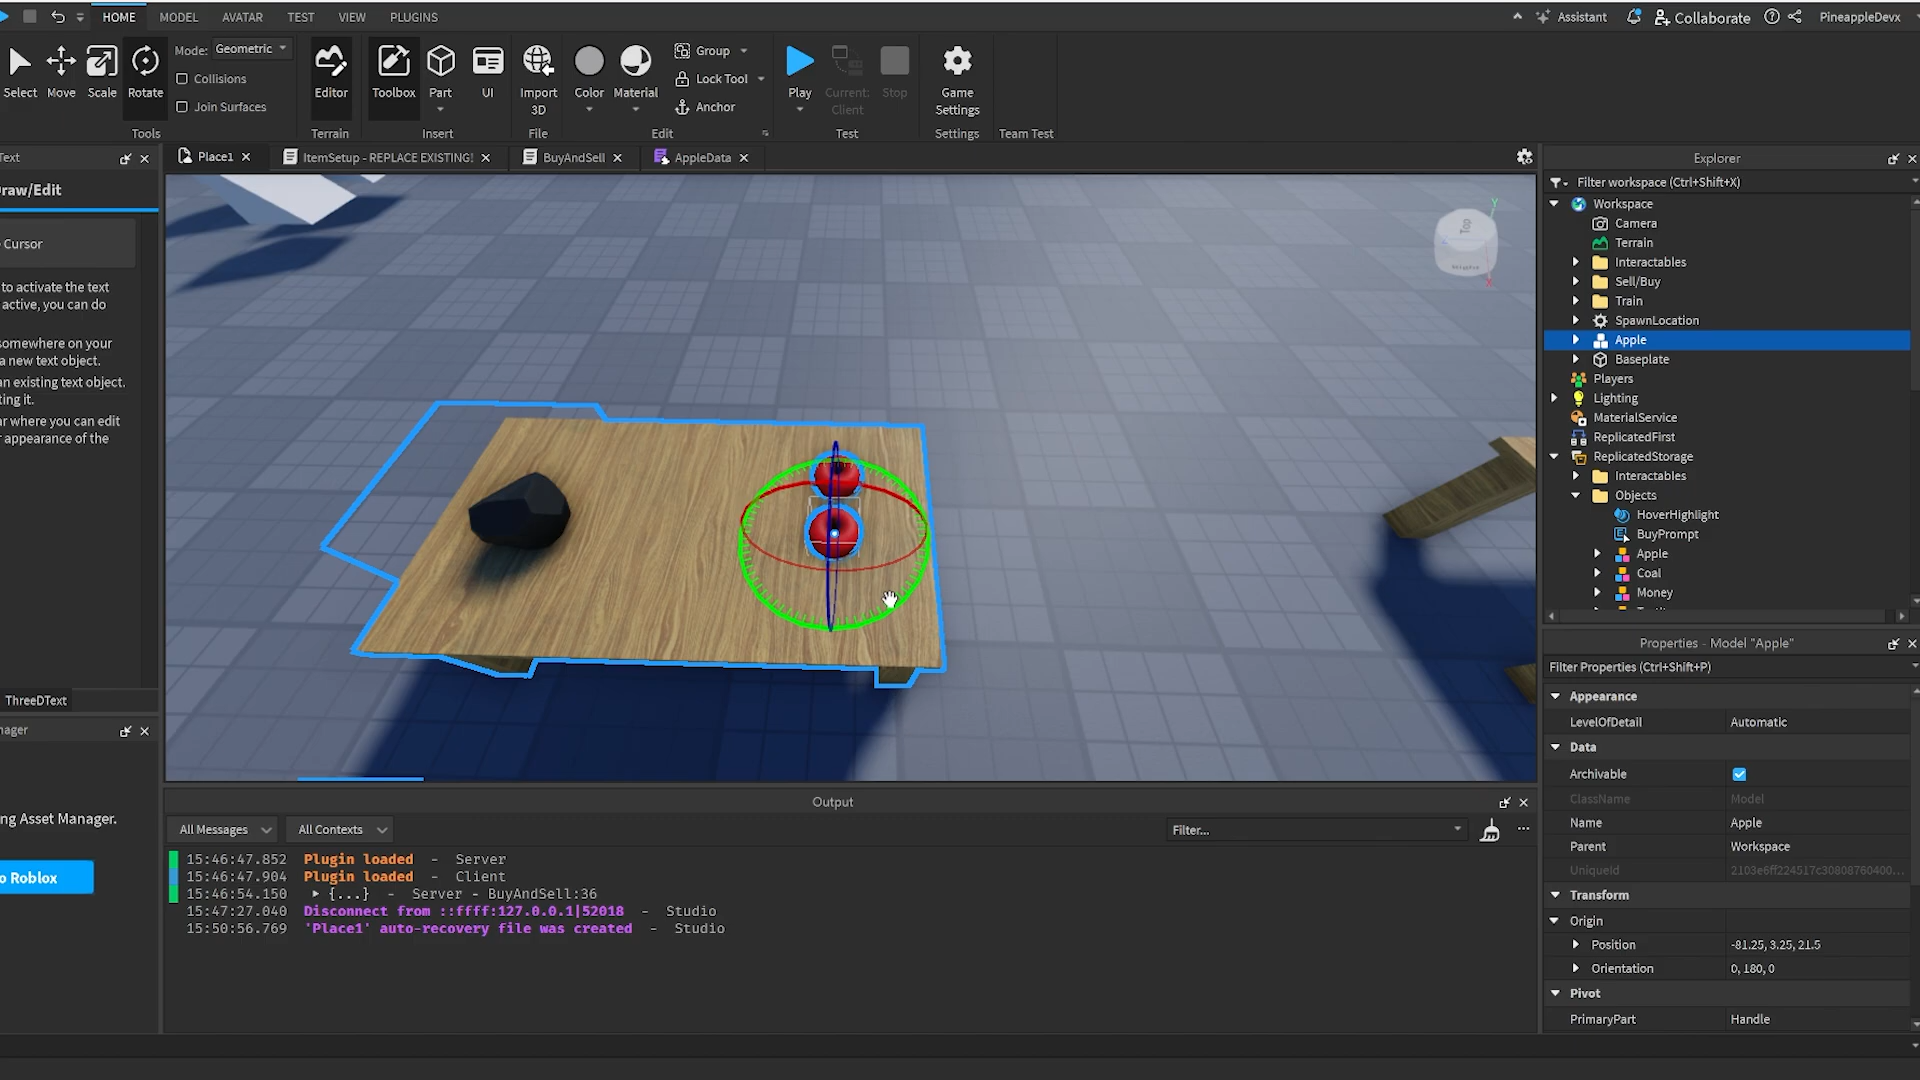 HOME MODEL AVATAR TEST VIEW PLUGINS
Assistant Collaborate PineappleDevx
Select Move Scale Rotate
Mode: Geometric
Collisions
Join Surfaces
Tools
Editor
Terrain
Toolbox Part UI
Insert
Import
3D
File
Color Material
Group
Lock Tool
Anchor
Edit
Play Current:
Client Stop
Test
Game
Settings
Settings
Team Test
Text
Draw/Edit
Cursor
to activate the text
active, you can do
somewhere on your
a new text object.
an existing text object.
ting it.
ar where you can edit
appearance of the
ThreeDText
nager
ng Asset Manager.
o Roblox
Place1 ItemSetup - REPLACE EXISTING! BuyAndSell AppleData
Top
Y
X
Output
All Messages All Contexts Filter...
15:46:47.852 Plugin loaded - Server
15:46:47.904 Plugin loaded - Client
15:46:54.150 {...} - Server - BuyAndSell:36
15:47:27.040 Disconnect from ::ffff:127.0.0.1|52018 - Studio
15:50:56.769 'Place1' auto-recovery file was created - Studio
Explorer
Filter workspace (Ctrl+Shift+X)
Workspace
Camera
Terrain
Interactables
Sell/Buy
Train
SpawnLocation
Apple
Baseplate
Players
Lighting
MaterialService
ReplicatedFirst
ReplicatedStorage
Interactables
Objects
HoverHighlight
BuyPrompt
Apple
Coal
Money
Properties - Model "Apple"
Filter Properties (Ctrl+Shift+P)
Appearance
LevelOfDetail Automatic
Data
Archivable
ClassName Model
Name Apple
Parent Workspace
UniqueId 2103e6ff224517c30808760400...
Transform
Origin
Position -81.25, 3.25, 21.5
Orientation 0, 180, 0
Pivot
PrimaryPart Handle